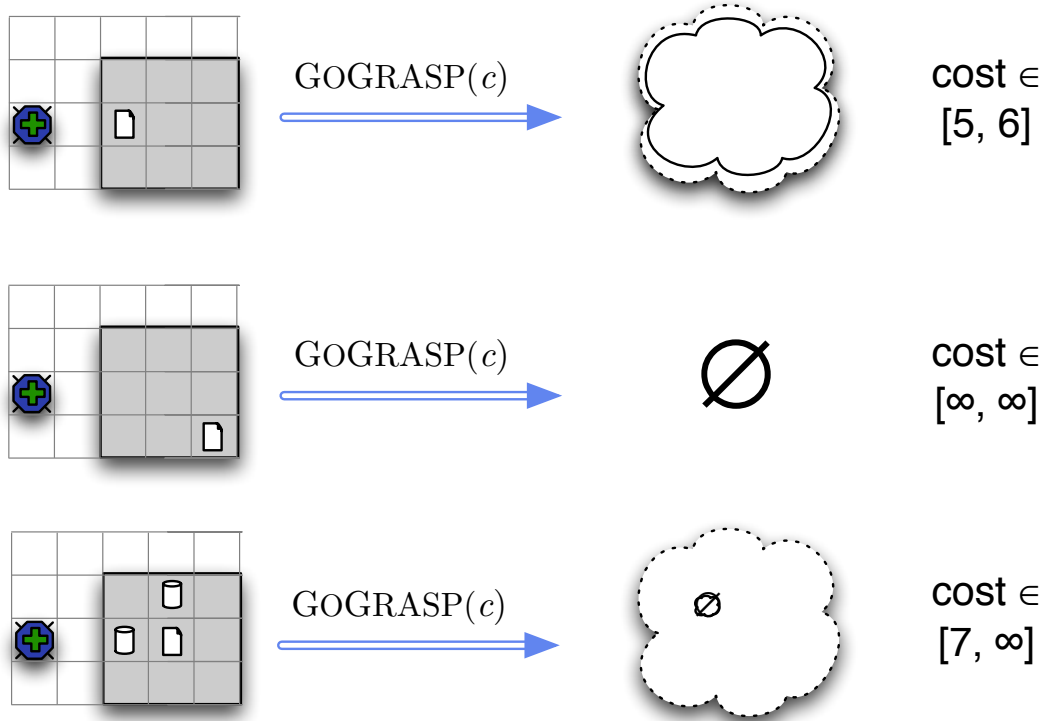 GOGRASP(c)
cost ∈
[5, 6]
GOGRASP(c)
∅
cost ∈
[∞, ∞]
GOGRASP(c)
∅
cost ∈
[7, ∞]